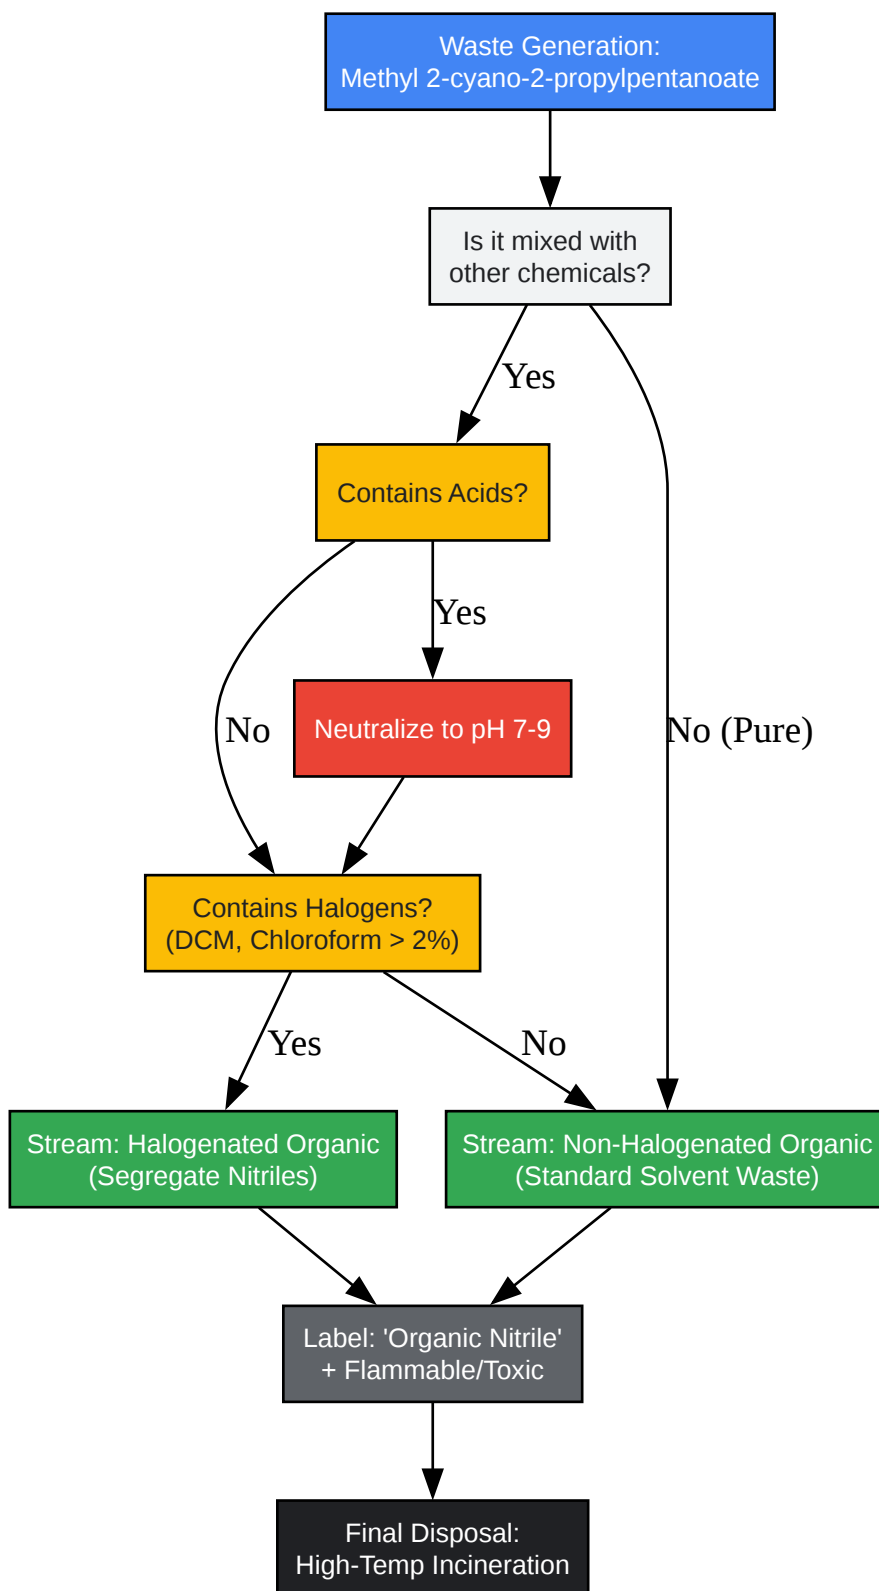 Waste Generation:
Methyl 2-cyano-2-propylpentanoate
Is it mixed with
other chemicals?
Yes
Contains Acids?
Yes
Neutralize to pH 7-9
No
No (Pure)
Contains Halogens?
(DCM, Chloroform > 2%)
Yes
No
Stream: Halogenated Organic
(Segregate Nitriles)
Stream: Non-Halogenated Organic
(Standard Solvent Waste)
Label: 'Organic Nitrile'
+ Flammable/Toxic
Final Disposal:
High-Temp Incineration